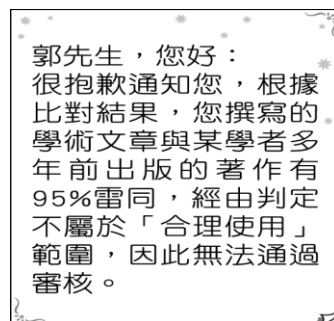 郭先生,您好:
很抱歉通知您,根據
比對結果,您撰寫的
學術文章與某學者多
年前出版的著作有
95%雷同,經由判定
不屬於「合理使用」
範圍,因此無法通過
審核。